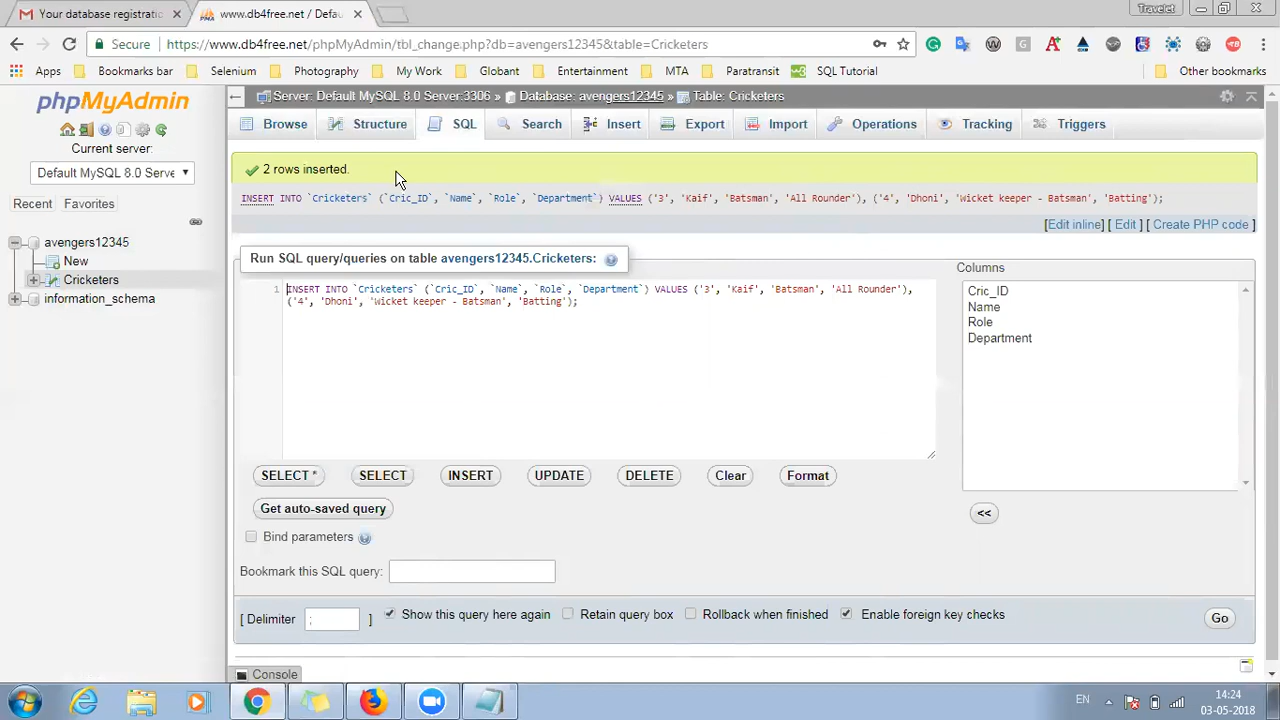 Your database registrati
www.db4free.net / Defau
Travelet
Secure
https://www.db4free.net/phpMyAdmin/tbl_change.php?db=avengers12345&table=Cricketers
Apps
Bookmarks bar
Selenium
Photography
My Work
Globant
Entertainment
MTA
Paratransit
SQL Tutorial
Other bookmarks
phpMyAdmin
Current server:
Default MySQL 8.0 Serve
Recent
Favorites
avengers12345
New
Cricketers
information_schema
Server: Default MySQL 8.0 Server:3306 » Database: avengers12345 » Table: Cricketers
Browse
Structure
SQL
Search
Insert
Export
Import
Operations
Tracking
Triggers
2 rows inserted.
INSERT INTO `Cricketers` (`Cric_ID`, `Name`, `Role`, `Department`) VALUES ('3', 'Kaif', 'Batsman', 'All Rounder'), ('4', 'Dhoni', 'Wicket keeper - Batsman', 'Batting');
[Edit inline] [ Edit ] [ Create PHP code ]
Run SQL query/queries on table avengers12345.Cricketers:
1 INSERT INTO `Cricketers` (`Cric_ID`, `Name`, `Role`, `Department`) VALUES ('3', 'Kaif', 'Batsman', 'All Rounder'),
('4', 'Dhoni', 'Wicket keeper - Batsman', 'Batting');
Columns
Cric_ID
Name
Role
Department
SELECT *
SELECT
INSERT
UPDATE
DELETE
Clear
Format
<<
Get auto-saved query
Bind parameters
Bookmark this SQL query:
[ Delimiter ; ]
Show this query here again
Retain query box
Rollback when finished
Enable foreign key checks
Go
Console
EN
14:24
03-05-2018